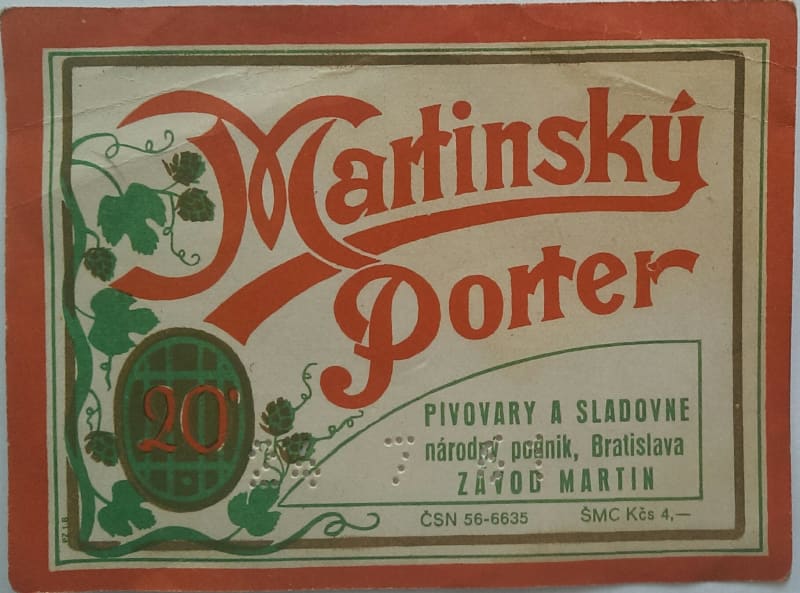 Martinský
Porter
20°
PIVOVARY A SLADOVNE
národný podnik, Bratislava
ZÁVOD MARTIN
ČSN 56-6635 ŠMC Kčs 4,—